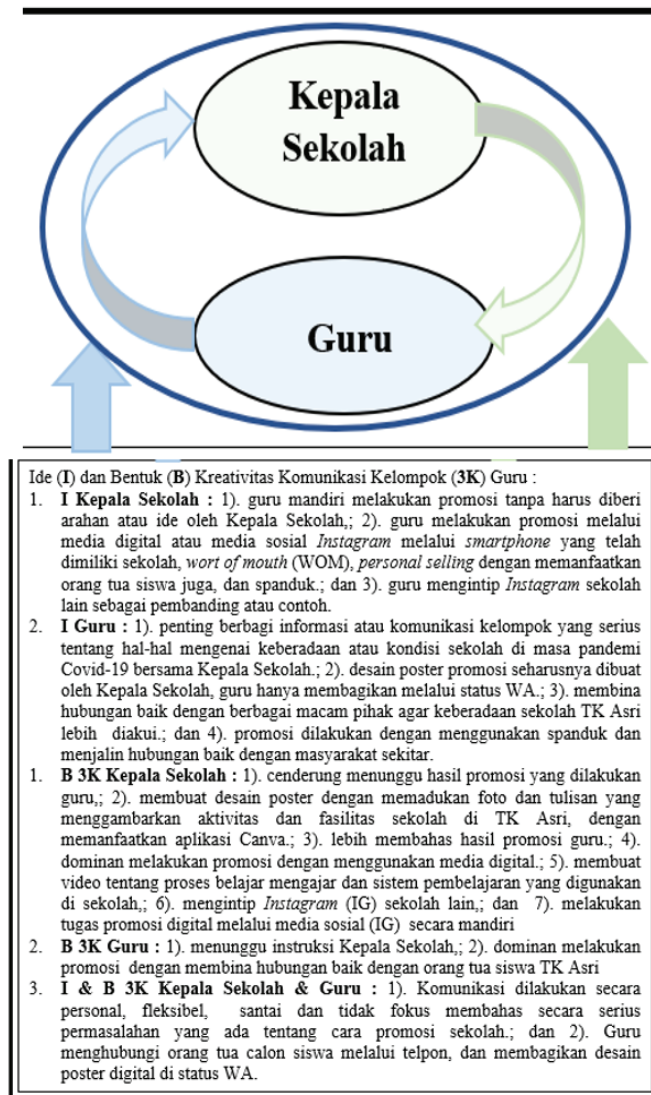 Kepala
Sekolah
Guru
Ide (I) dan Bentuk (B) Kreativitas Komunikasi Kelompok (3K) Guru :
1. I Kepala Sekolah : 1). guru mandiri melakukan promosi tanpa harus diberi
arahan atau ide oleh Kepala Sekolah,; 2). guru melakukan promosi melalui
media digital atau media sosial Instagram melalui smartphone yang telah
dimiliki sekolah, wort of mouth (WOM), personal selling dengan memanfaatkan
orang tua siswa juga, dan spanduk.; dan 3). guru mengintip Instagram sekolah
lain sebagai pembanding atau contoh.
2. I Guru : 1). penting berbagi informasi atau komunikasi kelompok yang serius
tentang hal-hal mengenai keberadaan atau kondisi sekolah di masa pandemi
Covid-19 bersama Kepala Sekolah.; 2). desain poster promosi seharusnya dibuat
oleh Kepala Sekolah, guru hanya membagikan melalui status WA.; 3). membina
hubungan baik dengan berbagai macam pihak agar keberadaan sekolah TK Asri
lebih diakui.; dan 4). promosi dilakukan dengan menggunakan spanduk dan
menjalin hubungan baik dengan masyarakat sekitar.
1. B 3K Kepala Sekolah : 1). cenderung menunggu hasil promosi yang dilakukan
guru,; 2). membuat desain poster dengan memadukan foto dan tulisan yang
menggambarkan aktivitas dan fasilitas sekolah di TK Asri, dengan
memanfaatkan aplikasi Canva.; 3). lebih membahas hasil promosi guru.; 4).
dominan melakukan promosi dengan menggunakan media digital.; 5). membuat
video tentang proses belajar mengajar dan sistem pembelajaran yang digunakan
di sekolah,; 6). mengintip Instagram (IG) sekolah lain,; dan 7). melakukan
tugas promosi digital melalui media sosial (IG) secara mandiri
2. B 3K Guru : 1). menunggu instruksi Kepala Sekolah,; 2). dominan melakukan
promosi dengan membina hubungan baik dengan orang tua siswa TK Asri
3. I & B 3K Kepala Sekolah & Guru : 1). Komunikasi dilakukan secara
personal, fleksibel, santai dan tidak fokus membahas secara serius
permasalahan yang ada tentang cara promosi sekolah.; dan 2). Guru
menghubungi orang tua calon siswa melalui telpon, dan membagikan desain
poster digital di status WA.